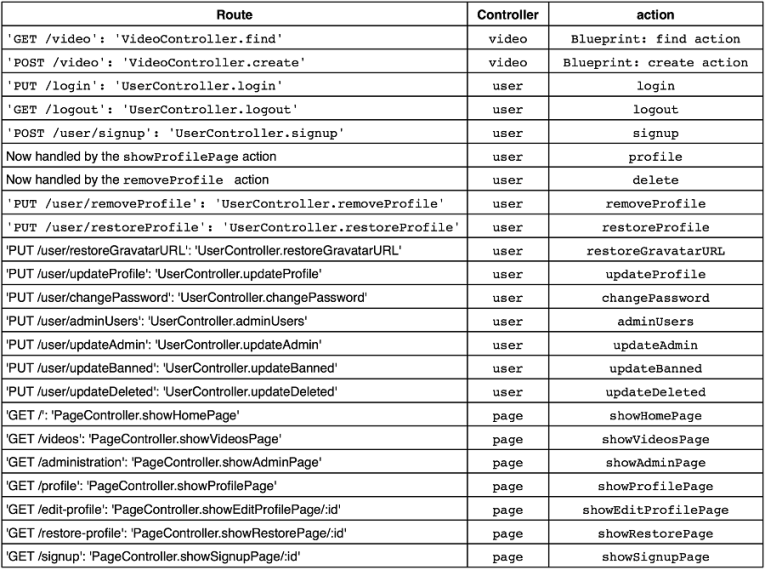 Route Controller action
'GET /video': 'VideoController.find' video Blueprint: find action
'POST /video': 'VideoController.create' video Blueprint: create action
'PUT /login': 'UserController.login' user login
'GET /logout': 'UserController.logout' user logout
'POST /user/signup': 'UserController.signup' user signup
Now handled by the showProfilePage action user profile
Now handled by the removeProfile action user delete
'PUT /user/removeProfile': 'UserController.removeProfile' user removeProfile
'PUT /user/restoreProfile': 'UserController.restoreProfile' user restoreProfile
'PUT /user/restoreGravatarURL': 'UserController.restoreGravatarURL' user restoreGravatarURL
'PUT /user/updateProfile': 'UserController.updateProfile' user updateProfile
'PUT /user/changePassword': 'UserController.changePassword' user changePassword
'PUT /user/adminUsers': 'UserController.adminUsers' user adminUsers
'PUT /user/updateAdmin': 'UserController.updateAdmin' user updateAdmin
'PUT /user/updateBanned': 'UserController.updateBanned' user updateBanned
'PUT /user/updateDeleted': 'UserController.updateDeleted' user updateDeleted
'GET /': 'PageController.showHomePage' page showHomePage
'GET /videos': 'PageController.showVideosPage' page showVideosPage
'GET /administration': 'PageController.showAdminPage' page showAdminPage
'GET /profile': 'PageController.showProfilePage' page showProfilePage
'GET /edit-profile': 'PageController.showEditProfilePage/:id' page showEditProfilePage
'GET /restore-profile': 'PageController.showRestorePage/:id' page showRestorePage
'GET /signup': 'PageController.showSignupPage/:id' page showSignupPage